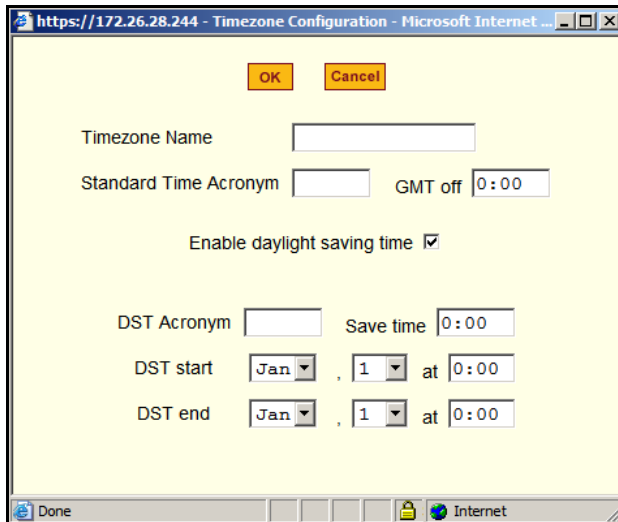 https://172.26.28.244 - Timezone Configuration - Microsoft Internet ...
OK Cancel
Timezone Name
Standard Time Acronym GMT off 0:00
Enable daylight saving time
DST Acronym Save time 0:00
DST start Jan , 1 at 0:00
DST end Jan , 1 at 0:00
Done Internet